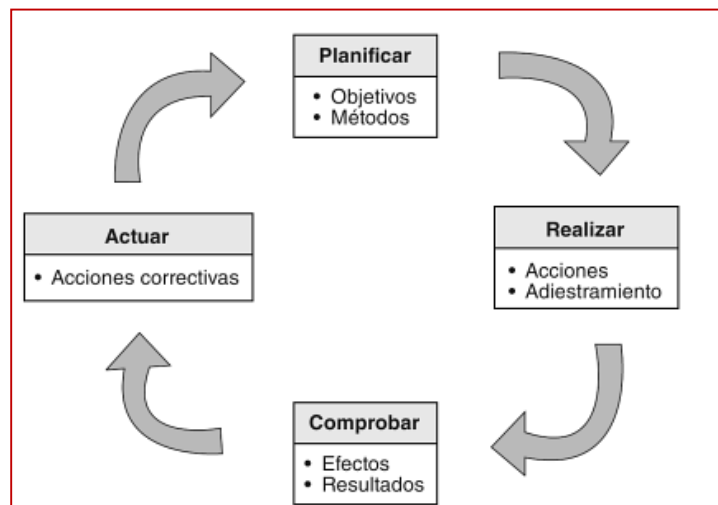 Planificar
• Objetivos
• Métodos
Realizar
• Acciones
• Adiestramiento
Comprobar
• Efectos
• Resultados
Actuar
• Acciones correctivas